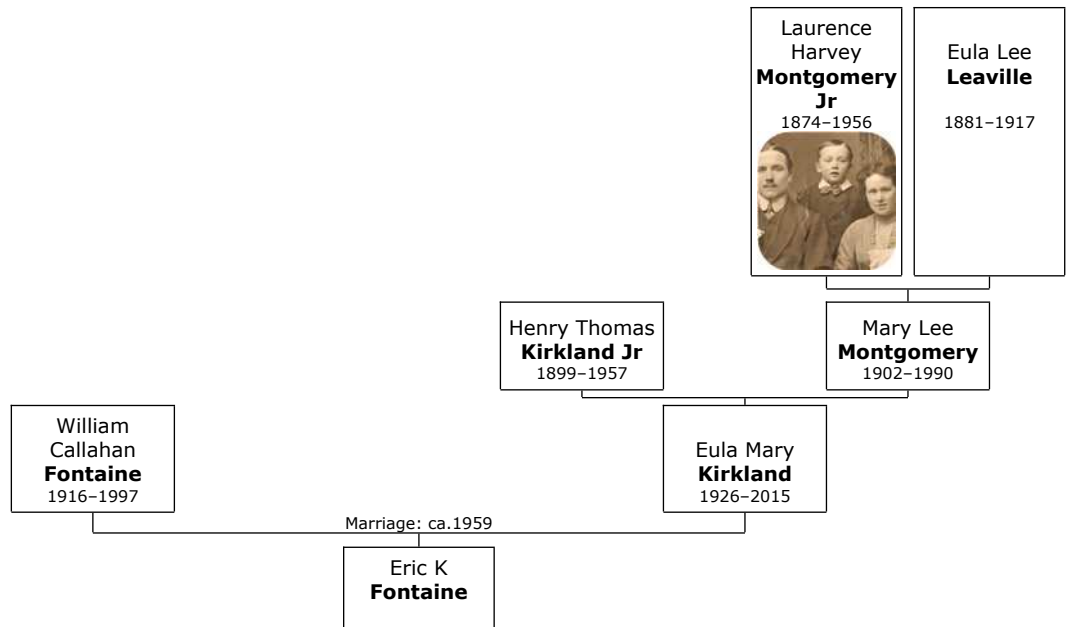 Laurence
Harvey
Montgomery
Jr
1874–1956
Eula Lee
Leaville
1881–1917
Henry Thomas
Kirkland Jr
1899–1957
Mary Lee
Montgomery
1902–1990
William
Callahan
Fontaine
1916–1997
Eula Mary
Kirkland
1926–2015
Marriage: ca.1959
Eric K
Fontaine